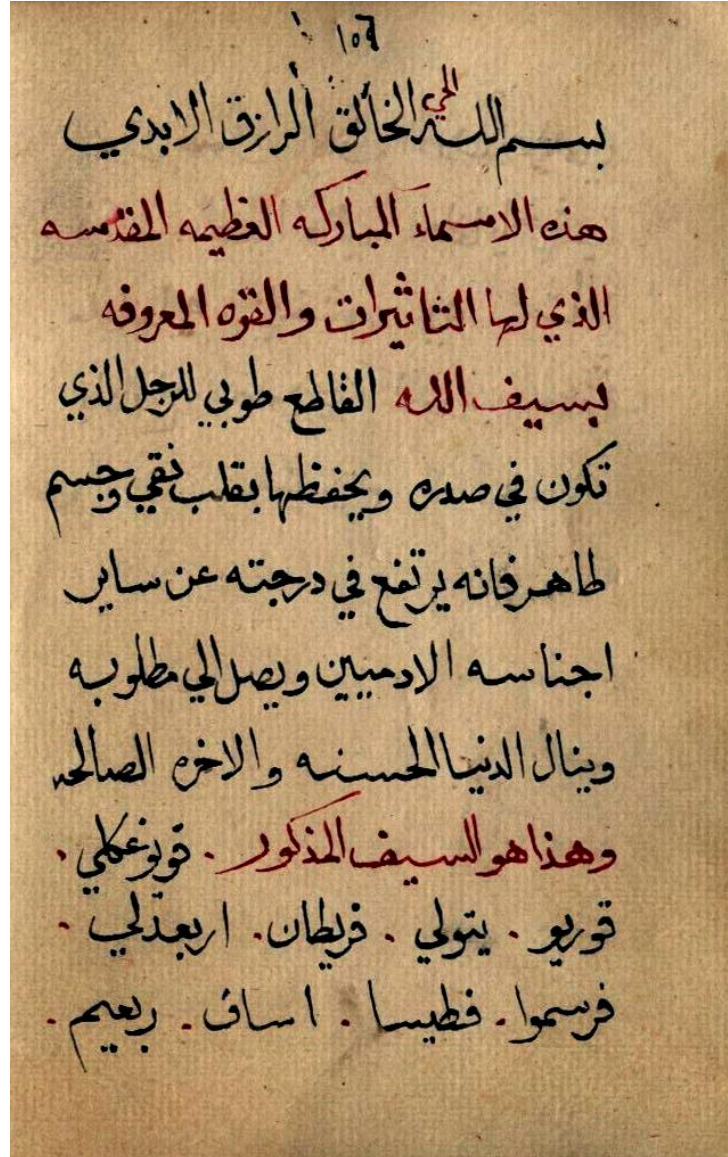 ١٥٦
بسم الله الحي الخالق الرازق الابدي
هذه الاسماء المباركه العظيمه المقدسه
الذي لها التاثيرات والقوه المعروفه
بسيف الله القاطع طوبي للرجل الذي
تكون في صدره ويحفظها بقلب نقي وجسم
طاهر فانه يرتفع في درجته عن ساير
اجناسه الادميين ويصل الي مطلوبه
وينال الدنيا الحسنه والاخره الصالحه
وهذا هو السيف المذكور . قويوغكلي .
قوريو . يتولي . فريطان . اربعدلي .
فرسموا . فطيسا . اساف . ربعيم .